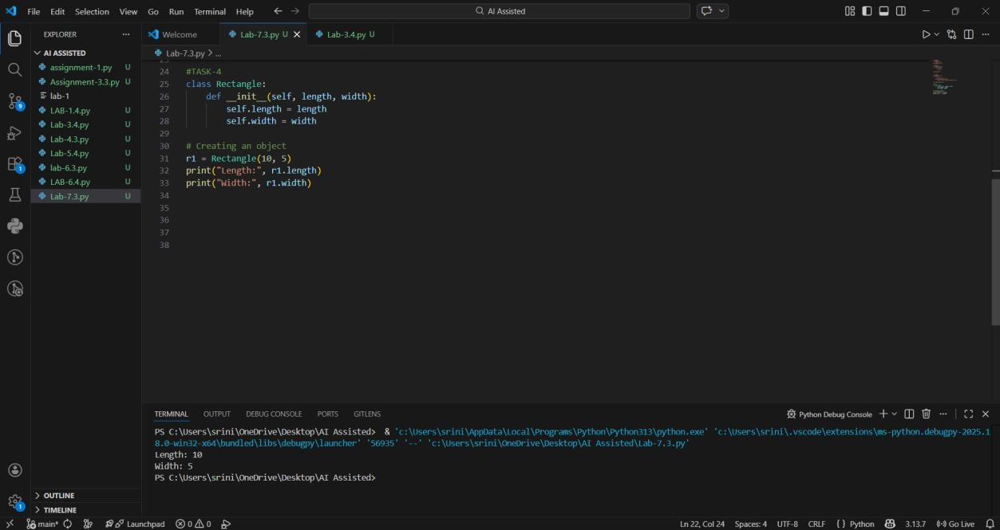 File Edit Selection View Go Run Terminal Help
AI Assisted
EXPLORER
Welcome
Lab-7.3.py U
Lab-3.4.py U
AI ASSISTED
Lab-7.3.py > ...
assignment-1.py U
Assignment-3.3.py U
lab-1
LAB-1.4.py U
Lab-3.4.py U
Lab-4.3.py U
Lab-5.4.py U
lab-6.3.py U
LAB-6.4.py U
Lab-7.3.py U
9
1
24 #TASK-4
25 class Rectangle:
26 def __init__(self, length, width):
27 self.length = length
28 self.width = width
29
30 # Creating an object
31 r1 = Rectangle(10, 5)
32 print("Length:", r1.length)
33 print("Width:", r1.width)
34
35
36
37
38
TERMINAL OUTPUT DEBUG CONSOLE PORTS GITLENS
Python Debug Console
PS C:\Users\srini\OneDrive\Desktop\AI Assisted> & 'c:\Users\srini\AppData\Local\Programs\Python\Python313\python.exe' 'c:\Users\srini\.vscode\extensions\ms-python.debugpy-2025.1
8.0-win32-x64\bundled\libs\debugpy\launcher' '56935' '--' 'c:\Users\srini\OneDrive\Desktop\AI Assisted\Lab-7.3.py'
Length: 10
Width: 5
PS C:\Users\srini\OneDrive\Desktop\AI Assisted>
OUTLINE
TIMELINE
1
main* Launchpad 0 0
Ln 22, Col 24 Spaces: 4 UTF-8 CRLF { } Python 3.13.7 Go Live